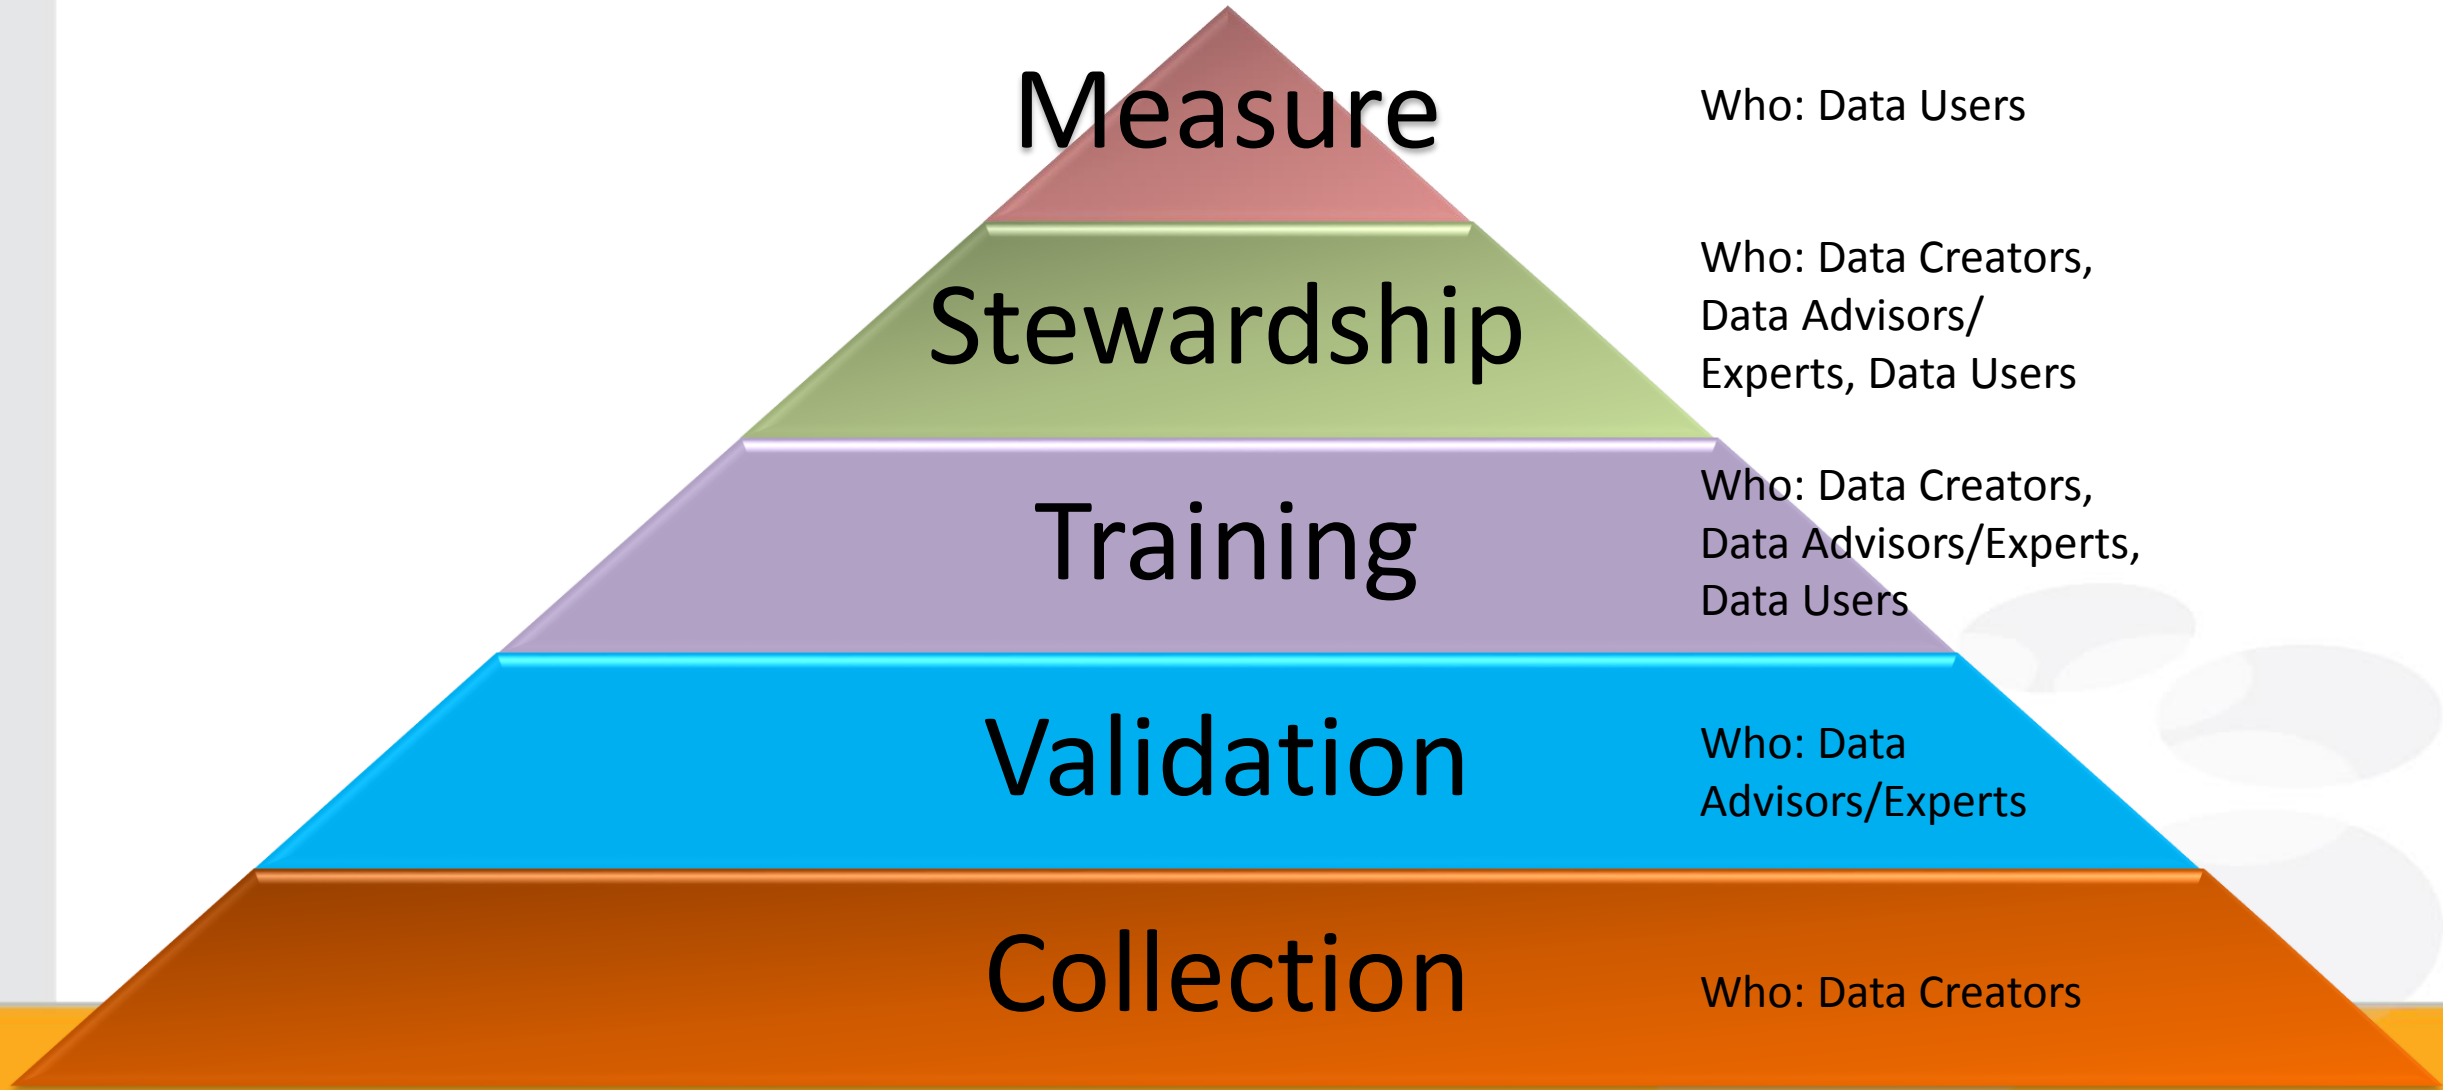 Measure
Who: Data Users
Stewardship
Who: Data Creators,
Data Advisors/
Experts, Data Users
Training
Who: Data Creators,
Data Advisors/Experts,
Data Users
Validation
Who: Data
Advisors/Experts
Collection
Who: Data Creators